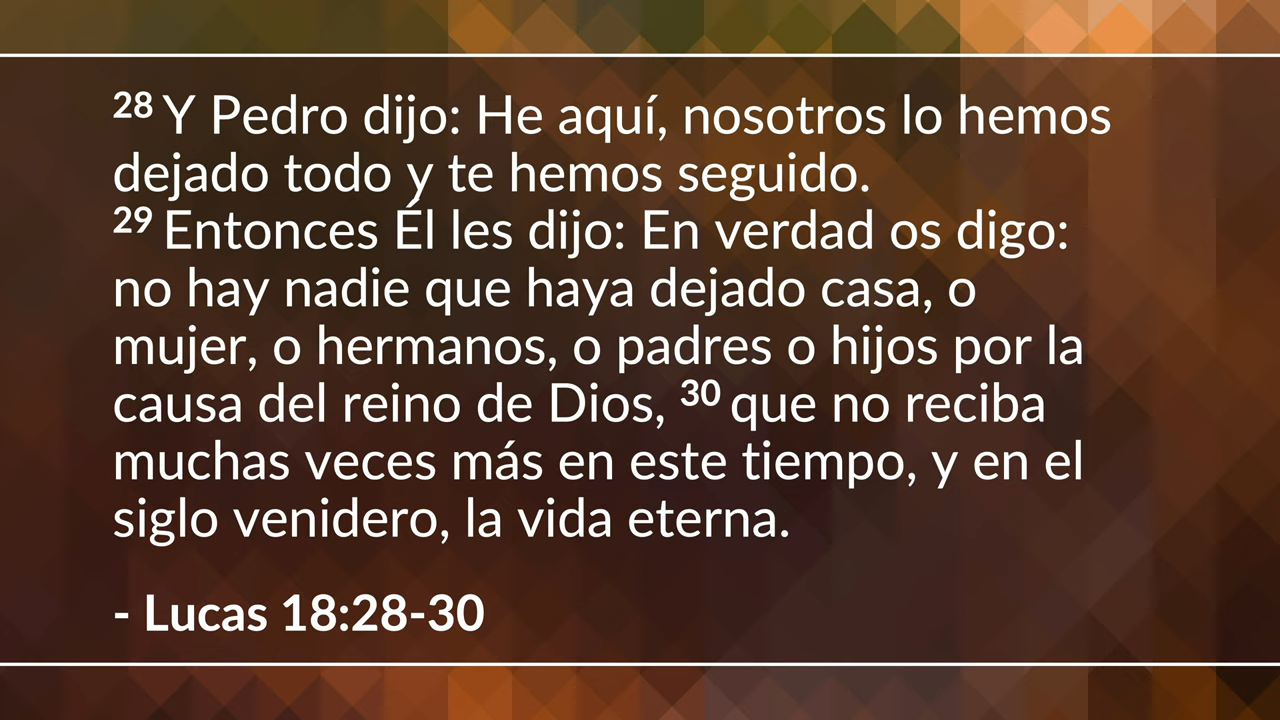 28 Y Pedro dijo: He aquí, nosotros lo hemos
dejado todo y te hemos seguido.
29 Entonces Él les dijo: En verdad os digo:
no hay nadie que haya dejado casa, o
mujer, o hermanos, o padres o hijos por la
causa del reino de Dios, 30 que no reciba
muchas veces más en este tiempo, y en el
siglo venidero, la vida eterna.
- Lucas 18:28-30